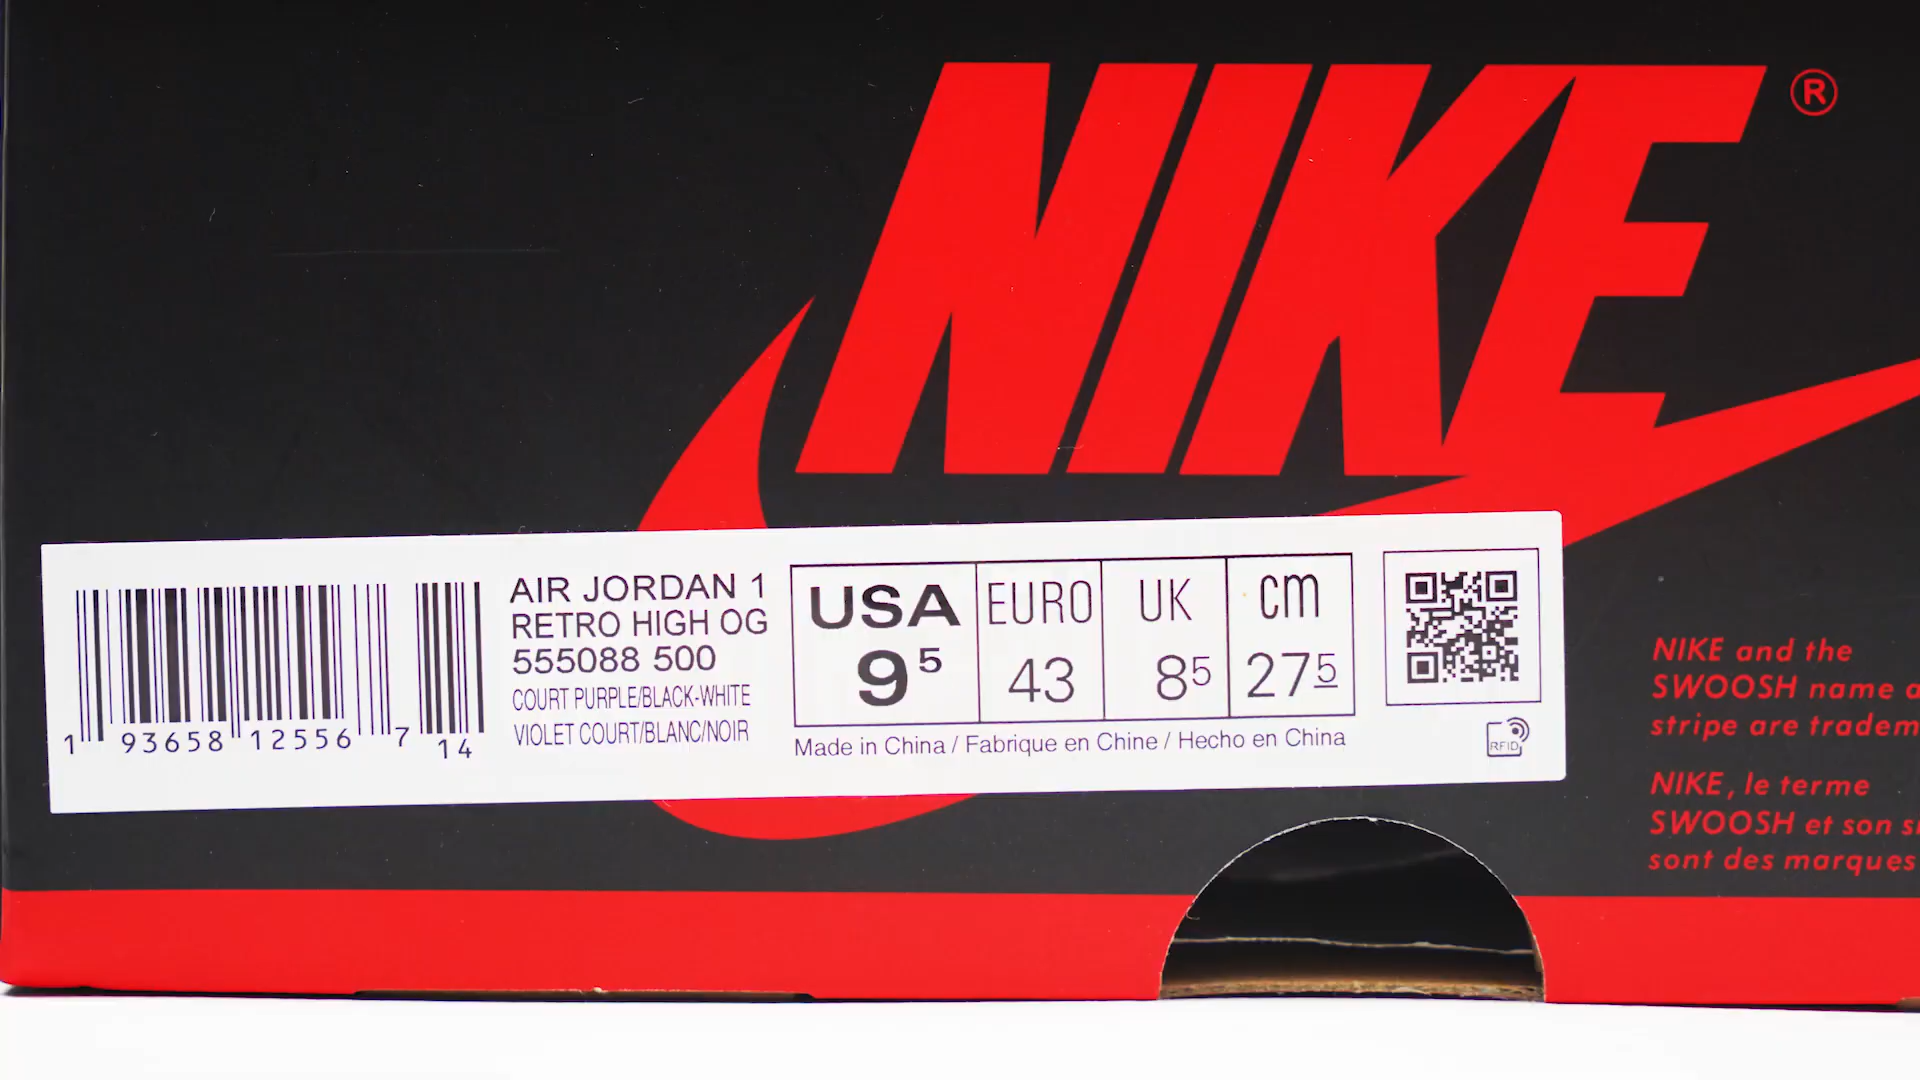 NIKE ®
AIR JORDAN 1
RETRO HIGH OG
555088 500
COURT PURPLE/BLACK-WHITE
VIOLET COURT/BLANC/NOIR
1 93658 12556 7 14
USA EURO UK cm
9⁵ 43 8⁵ 27⁵
Made in China / Fabrique en Chine / Hecho en China
RFID
NIKE and the
SWOOSH name
stripe are
NIKE, le terme
SWOOSH et son
sont des marques